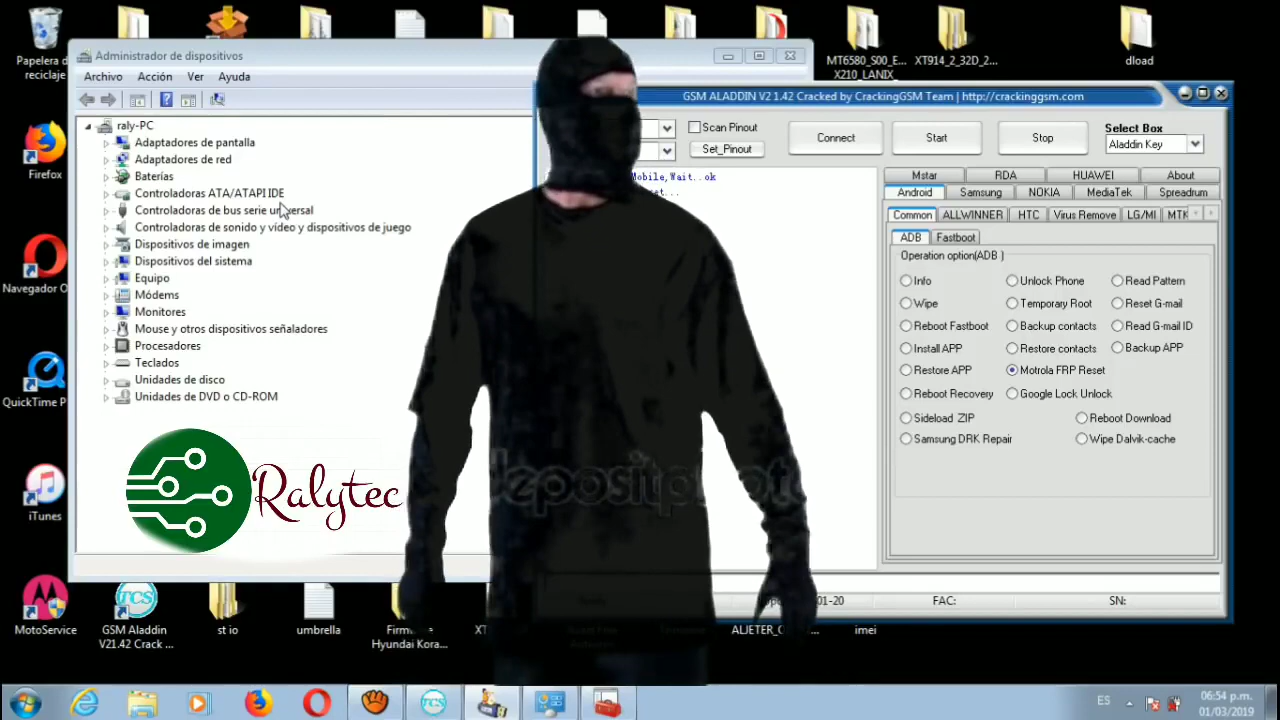 Papelera de
reciclaje
Firefox
Navegador O
QuickTime P
iTunes
MotoService
MT6580_S00_E...
X210_LANIX_
XT914_2_32D_2...
dload
Administrador de dispositivos
Archivo Acción Ver Ayuda
raly-PC
Adaptadores de pantalla
Adaptadores de red
Baterías
Controladoras ATA/ATAPI IDE
Controladoras de bus serie universal
Controladoras de sonido y vídeo y dispositivos de juego
Dispositivos de imagen
Dispositivos del sistema
Equipo
Módems
Monitores
Mouse y otros dispositivos señaladores
Procesadores
Teclados
Unidades de disco
Unidades de DVD o CD-ROM
Ralytec
GSM ALADDIN V2 1.42 Cracked by CrackingGSM Team | http://crackinggsm.com
Scan Pinout
Set_Pinout
Connect Start Stop
Select Box
Aladdin Key
Mobile,Wait..ok
Mstar RDA HUAWEI About
Android Samsung NOKIA MediaTek Spreadrum
Common ALLWINNER HTC Virus Remove LG/MI MTK
ADB Fastboot
Operation option(ADB )
Info Unlock Phone Read Pattern
Wipe Temporary Root Reset G-mail
Reboot Fastboot Backup contacts Read G-mail ID
Install APP Restore contacts Backup APP
Restore APP Motrola FRP Reset
Reboot Recovery Google Lock Unlock
Sideload ZIP Reboot Download
Samsung DRK Repair Wipe Dalvik-cache
01-20 FAC: SN:
depositphoto
GSM Aladdin
V21.42 Crack ...
st io
umbrella
Hyundai Kora...
imei
ES
06:54 p.m.
01/03/2019